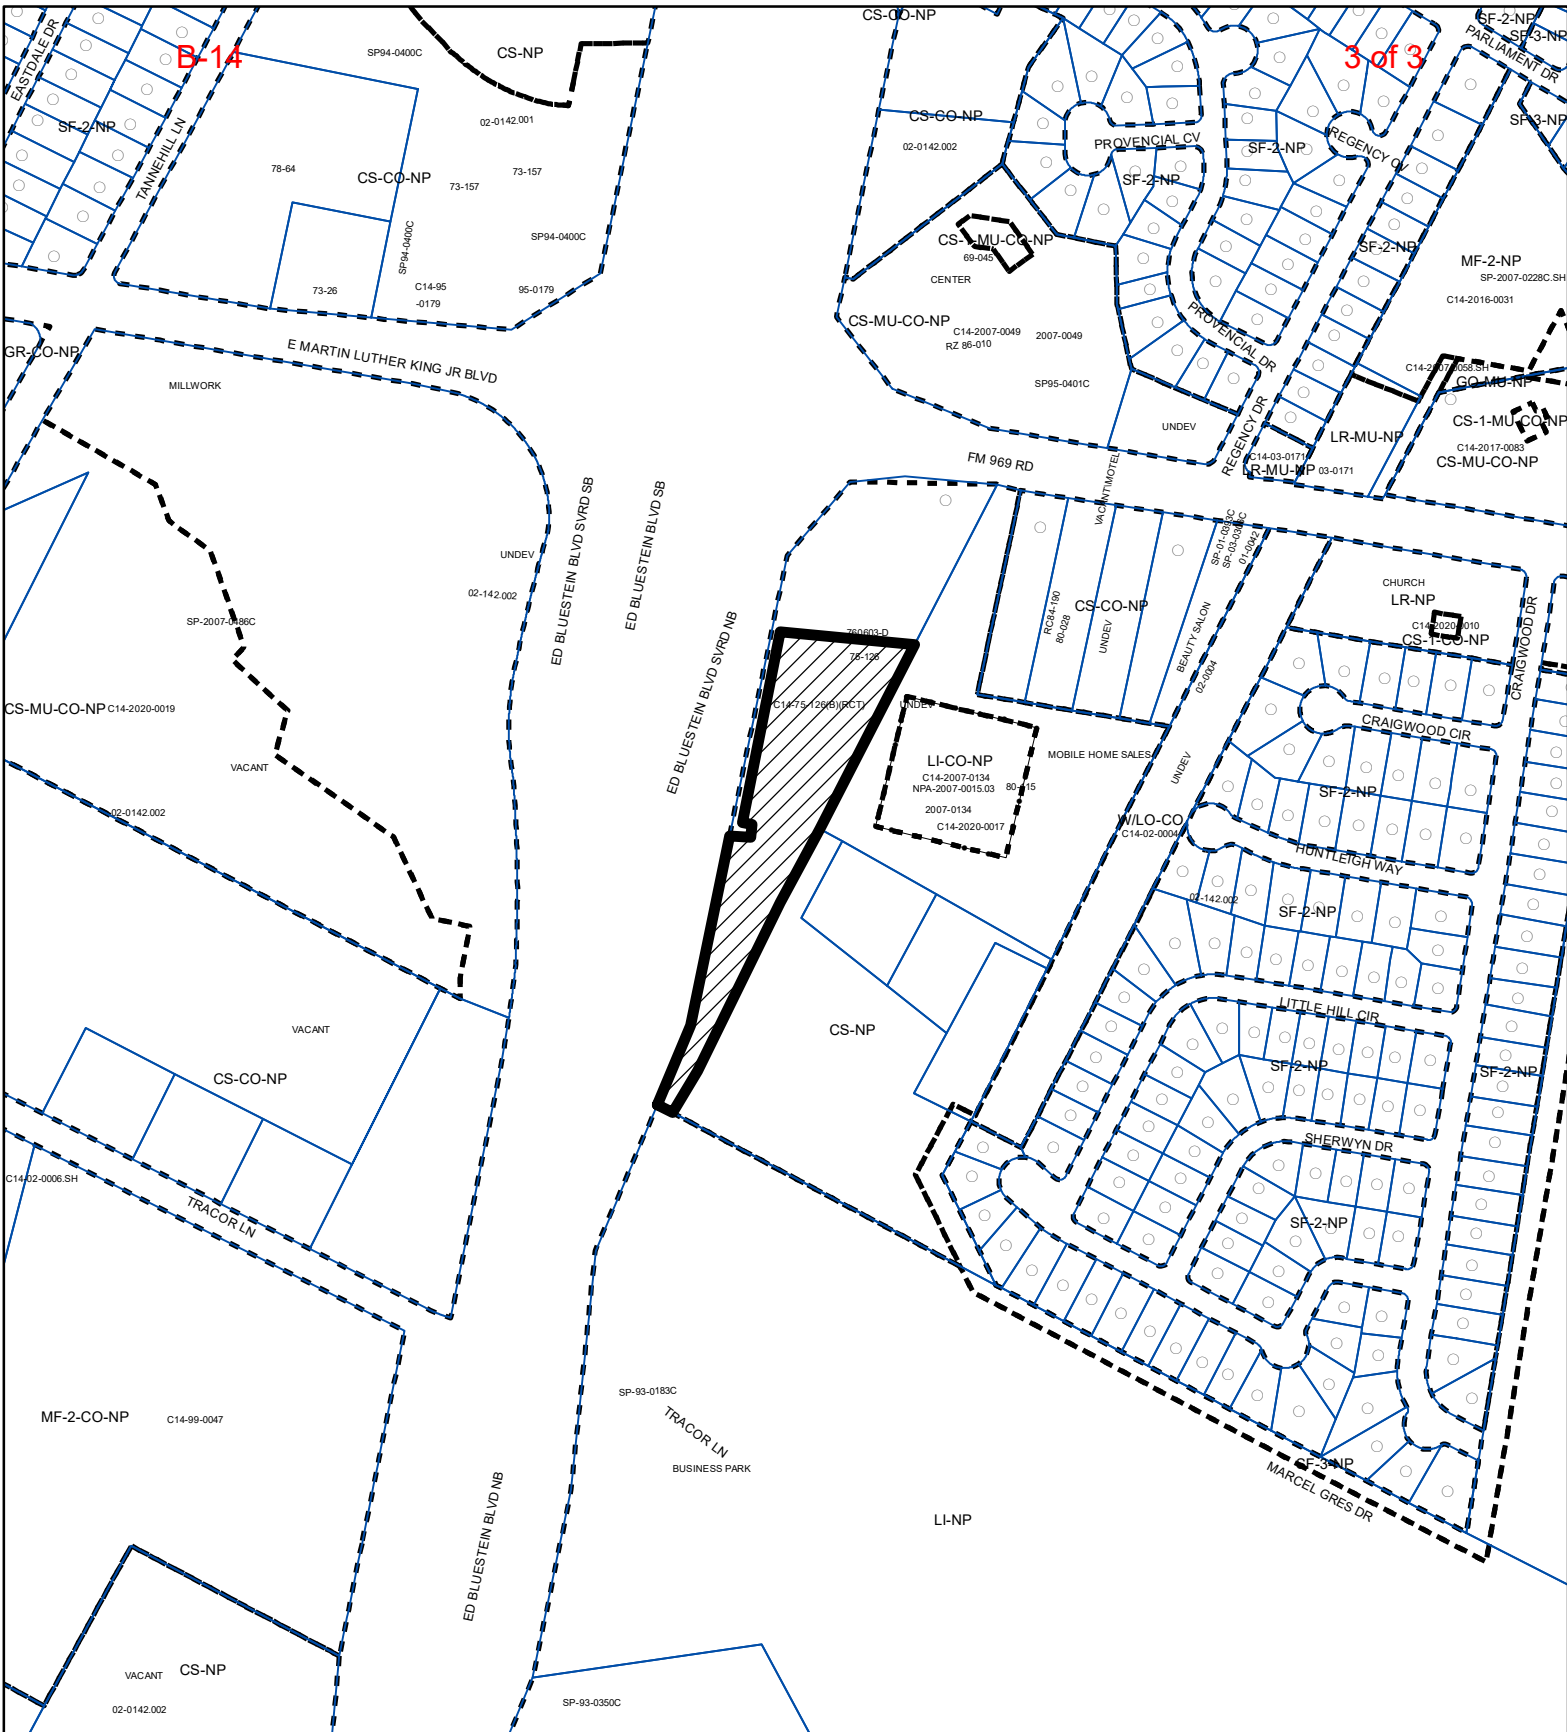 B-14
3 of 3
EASTDALE DR
SF-2-NP
TANNEHILL LN
SP94-0400C
CS-NP
02-0142.001
78-64
CS-CO-NP
73-157
73-157
SP94-0400C
SP94-0400C
73-26
C14-95
-0179
95-0179
CS-CO-NP
CS-CO-NP
02-0142.002
PROVENCIAL CV
SF-2-NP
SF-2-NP
REGENCY CV
SF-2-NP
SF-3-NP
PARLIAMENT DR
SF-3-NP
CS-1-MU-CO-NP
69-045
CENTER
CS-MU-CO-NP
C14-2007-0049
RZ 86-010
2007-0049
SP95-0401C
SF-2-NP
MF-2-NP
SP-2007-0228C.SH
C14-2016-0031
PROVENCIAL DR
C14-2007-0058.SH
GO-MU-NP
CS-1-MU-CO-NP
C14-2017-0083
CS-MU-CO-NP
UNDEV
REGENCY DR
LR-MU-NP
C14-03-0171
LR-MU-NP
03-0171
GR-CO-NP
E MARTIN LUTHER KING JR BLVD
MILLWORK
FM 969 RD
VACANT\MOTEL
UNDEV
02-142.002
SP-2007-0486C
ED BLUESTEIN BLVD SVRD SB
ED BLUESTEIN BLVD SB
ED BLUESTEIN BLVD SVRD NB
SP-01-0393C
01-0042
RC84-190
80-028
UNDEV
CS-CO-NP
BEAUTY SALON
02-0004
CHURCH
LR-NP
C14-2020-0010
CS-1-CO-NP
CRAIGWOOD DR
760603-D
75-126
C14-75-126(B)(RCT)
UNDEV
CS-MU-CO-NP
C14-2020-0019
VACANT
02-0142.002
LI-CO-NP
C14-2007-0134
NPA-2007-0015.03
2007-0134
C14-2020-0017
MOBILE HOME SALES
UNDEV
CRAIGWOOD CIR
SF-2-NP
W/LO-CO
C14-02-0004
HUNTLEIGH WAY
02-142.002
SF-2-NP
LITTLE HILL CIR
CS-NP
VACANT
CS-CO-NP
SF-2-NP
SF-2-NP
SHERWYN DR
C14-02-0006.SH
TRACOR LN
SF-2-NP
SP-93-0183C
TRACOR LN
BUSINESS PARK
MF-2-CO-NP
C14-99-0047
SF-3-NP
MARCEL GRES DR
ED BLUESTEIN BLVD NB
LI-NP
VACANT
CS-NP
02-0142.002
SP-93-0350C